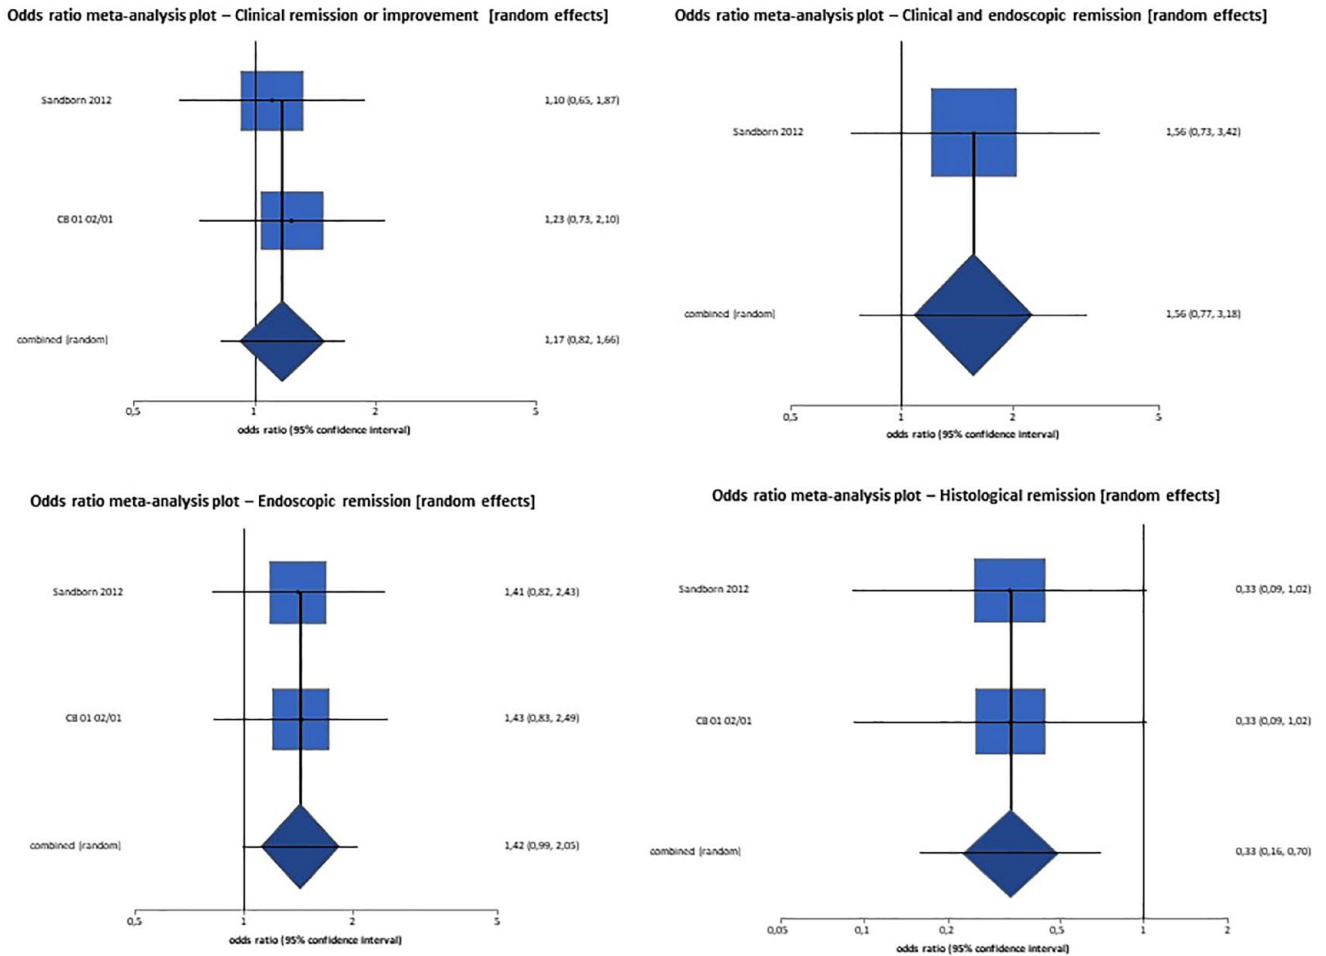 Odds ratio meta-analysis plot – Clinical remission or improvement [random effects]
Sandborn 2012
1,10 (0,65, 1,87)
CB 01 02/01
1,23 (0,73, 2,10)
combined [random]
1,17 (0,82, 1,66)
0,5 1 2 5
odds ratio (95% confidence interval)
Odds ratio meta-analysis plot – Clinical and endoscopic remission [random effects]
Sandborn 2012
1,56 (0,73, 3,42)
combined [random]
1,56 (0,77, 3,18)
0,5 1 2 5
odds ratio (95% confidence interval)
Odds ratio meta-analysis plot – Endoscopic remission [random effects]
Sandborn 2012
1,41 (0,82, 2,43)
CB 01 02/01
1,43 (0,83, 2,49)
combined [random]
1,42 (0,99, 2,05)
0,5 1 2 5
odds ratio (95% confidence interval)
Odds ratio meta-analysis plot – Histological remission [random effects]
Sandborn 2012
0,33 (0,09, 1,02)
CB 01 02/01
0,33 (0,09, 1,02)
combined [random]
0,33 (0,16, 0,70)
0,05 0,1 0,2 0,5 1 2
odds ratio (95% confidence interval)